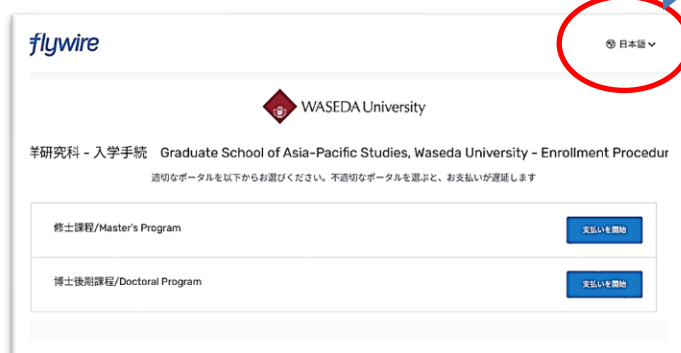 flywire
日本語
WASEDA University
研究科 - 入学手続 Graduate School of Asia-Pacific Studies, Waseda University - Enrollment Procedur
適切なポータルを以下からお選びください。不適切なポータルを選ぶと、お支払いが遅延します
修士課程/Master's Program
支払いを開始
博士後期課程/Doctoral Program
支払いを開始